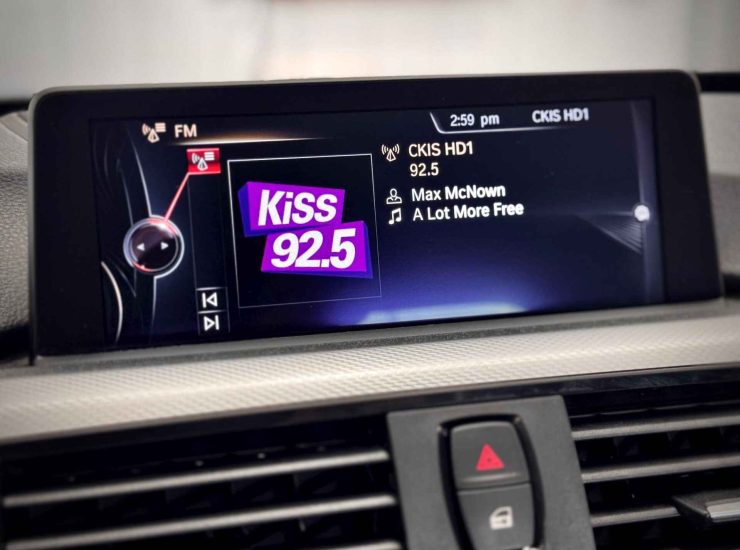 FM
2:59 pm
CKIS HD1
KiSS
92.5
CKIS HD1
92.5
Max McNown
A Lot More Free